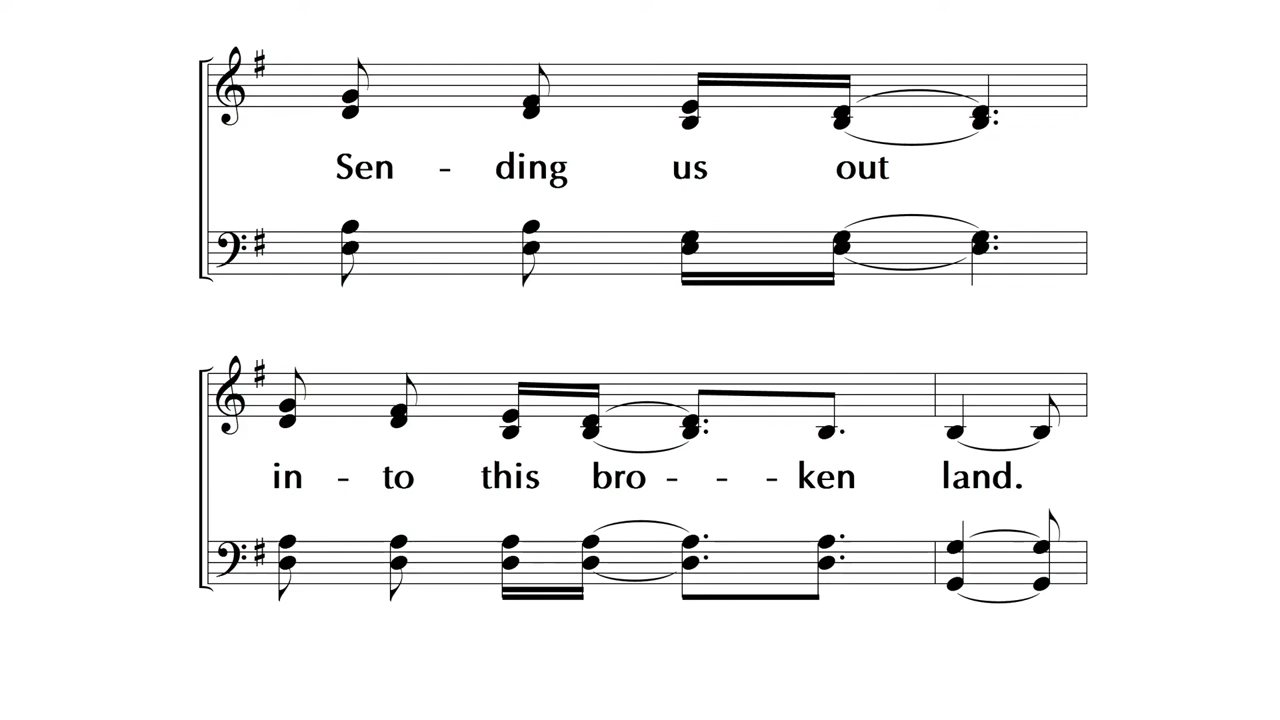 Sen - ding us out
in - to this bro - - - ken land.